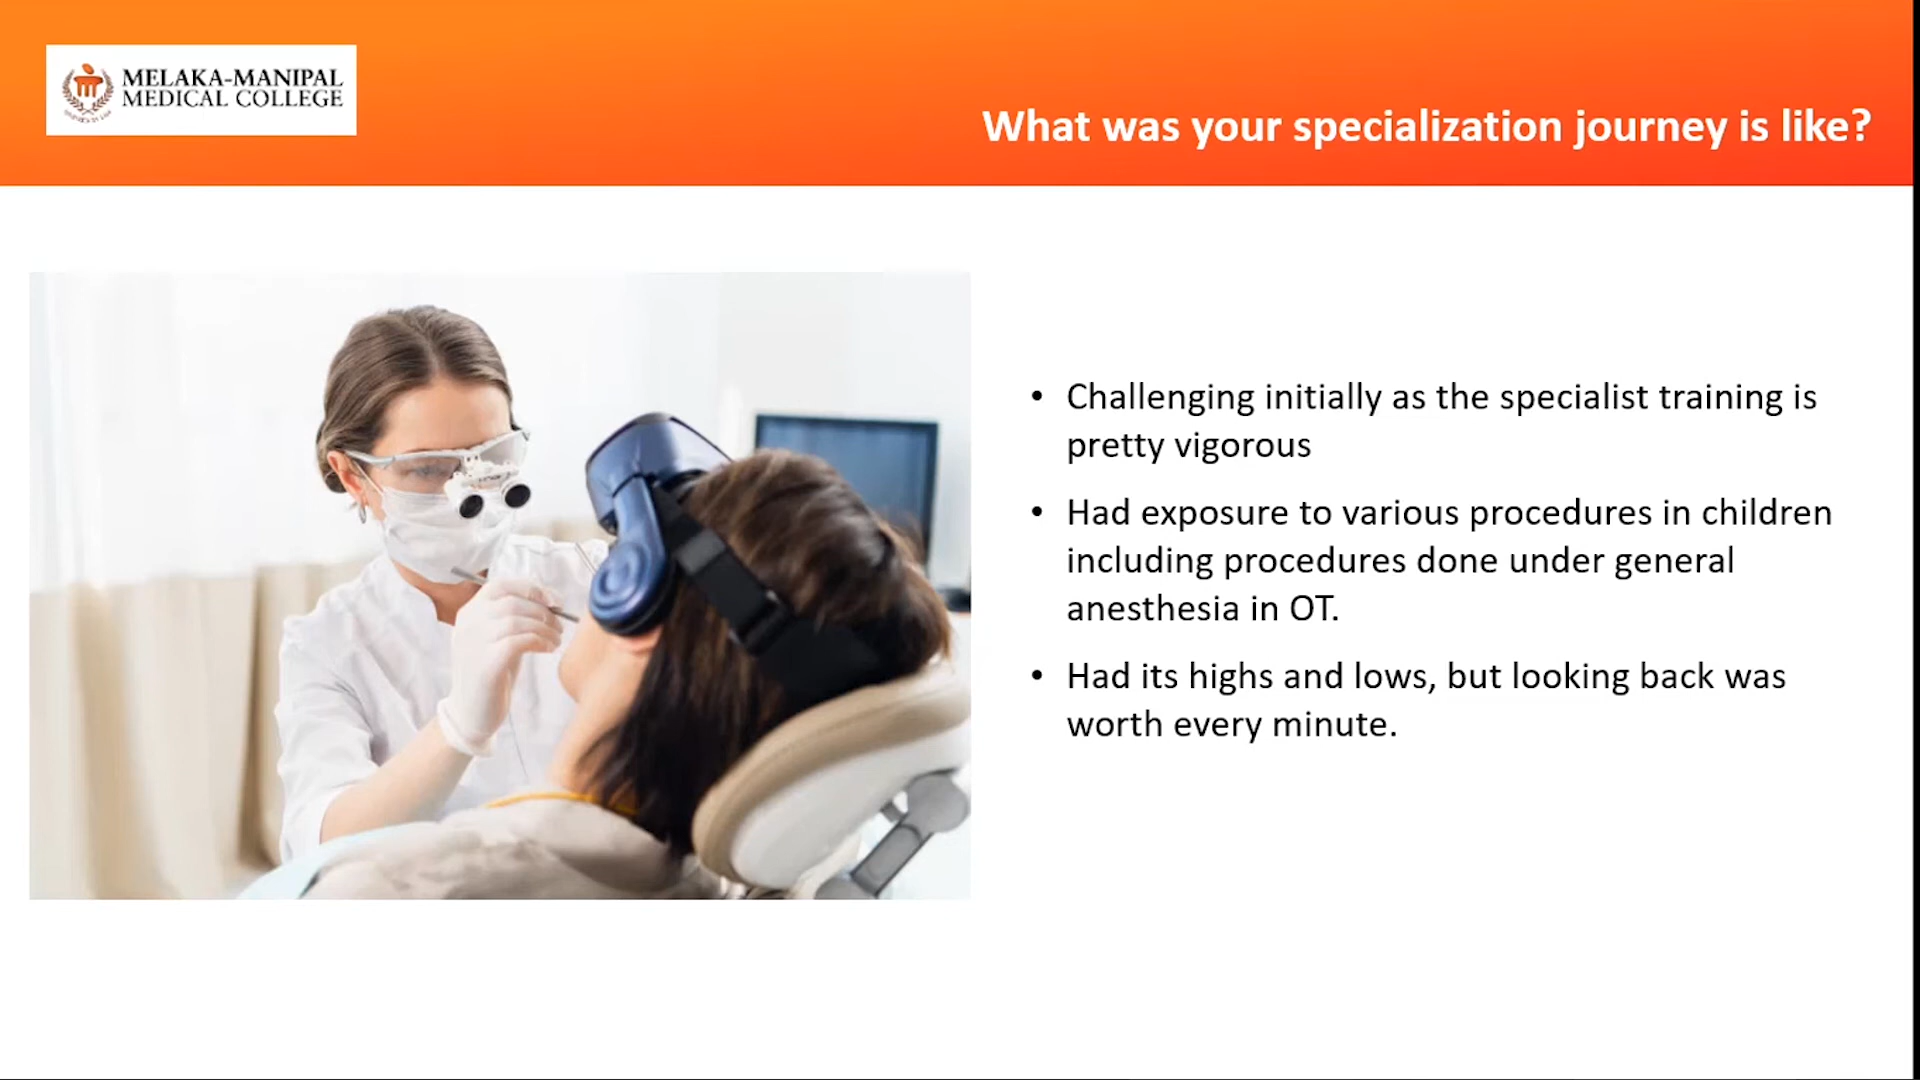 MELAKA-MANIPAL
MEDICAL COLLEGE
What was your specialization journey is like?
• Challenging initially as the specialist training is
pretty vigorous
• Had exposure to various procedures in children
including procedures done under general
anesthesia in OT.
• Had its highs and lows, but looking back was
worth every minute.